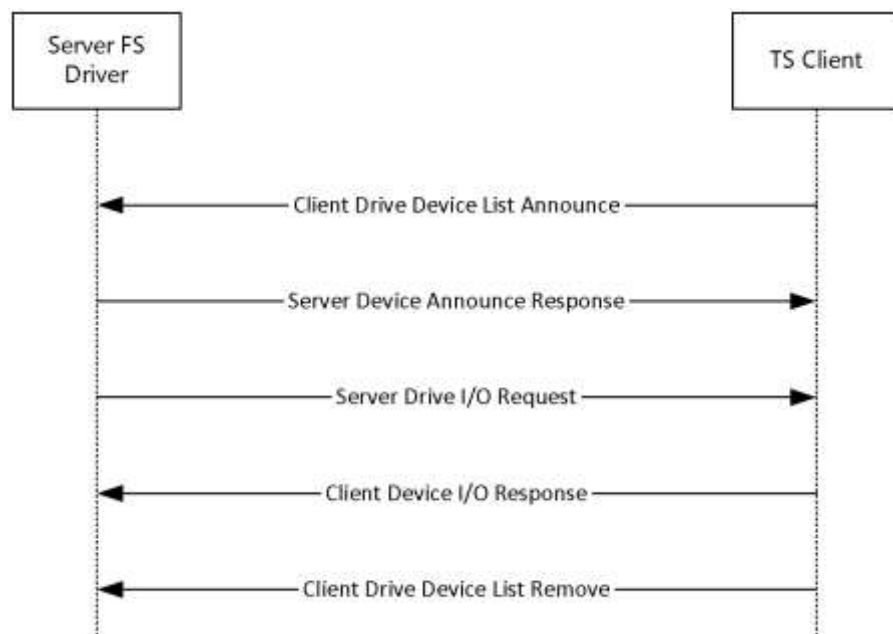 Server FS
Driver
TS Client
Client Drive Device List Announce
Server Device Announce Response
Server Drive I/O Request
Client Device I/O Response
Client Drive Device List Remove